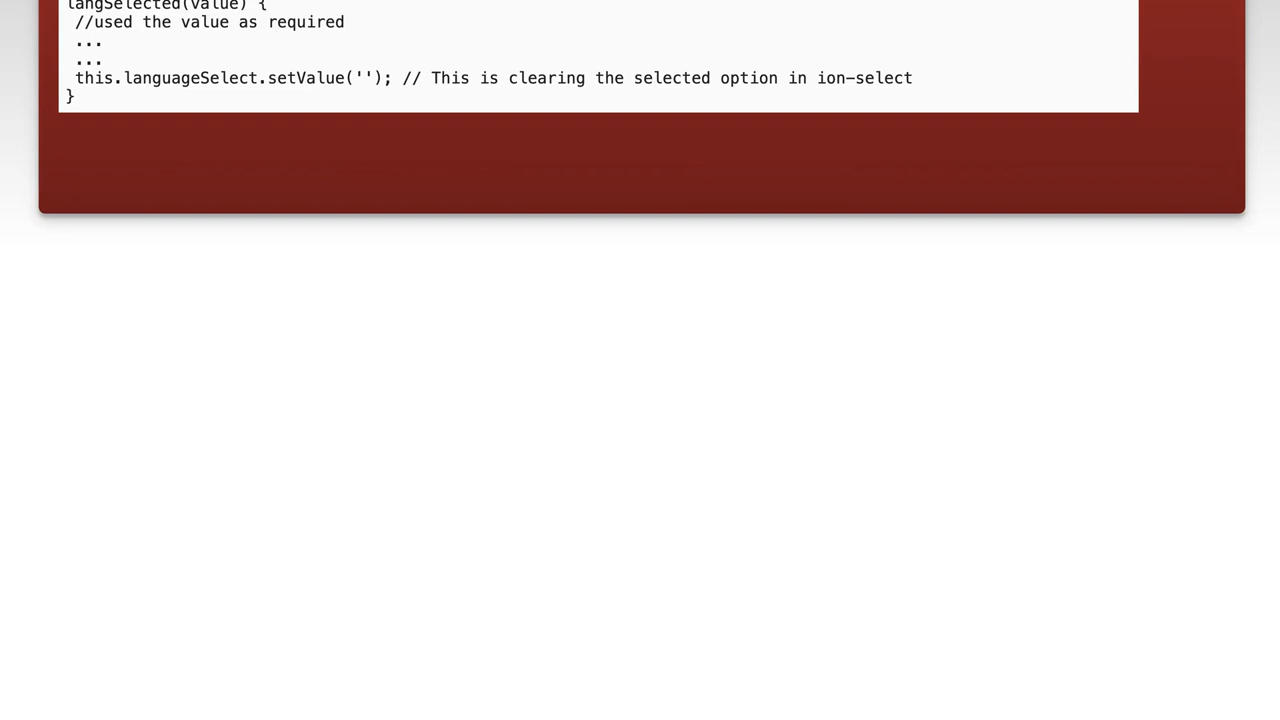 langSelected(value) {
//used the value as required
...
...
this.languageSelect.setValue(''); // This is clearing the selected option in ion-select
}